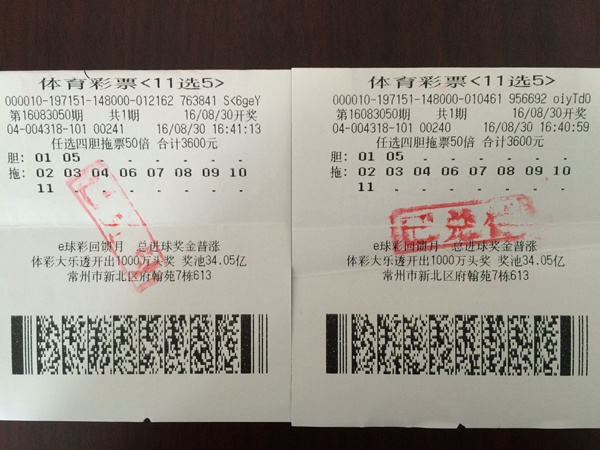 体育彩票<11选5>
000010-197151-148000-012162 763841 S<6geY
第16083050期 共1期 16/08/30开奖
04-004318-101 00241 16/08/30 16:41:13
任选四胆拖票50倍 合计3600元
胆: 01 05 - - - - - -
拖: 02 03 04 06 07 08 09 10
11 - - - - - - -
e球彩回馈月 总进球奖金普涨
体彩大乐透开出1000万头奖 奖池34.05亿
常州市新北区府翰苑7栋613
已兑
体育彩票<11选5>
000010-197151-148000-010461 956692 oiyTd0
第16083050期 共1期 16/08/30开奖
04-004318-101 00240 16/08/30 16:40:59
任选四胆拖票50倍 合计3600元
胆: 01 05 - - - - - -
拖: 02 03 04 06 07 08 09 10
11 - - - - - - -
e球彩回馈月 总进球奖金普涨
体彩大乐透开出1000万头奖 奖池34.05亿
常州市新北区府翰苑7栋613
已兑